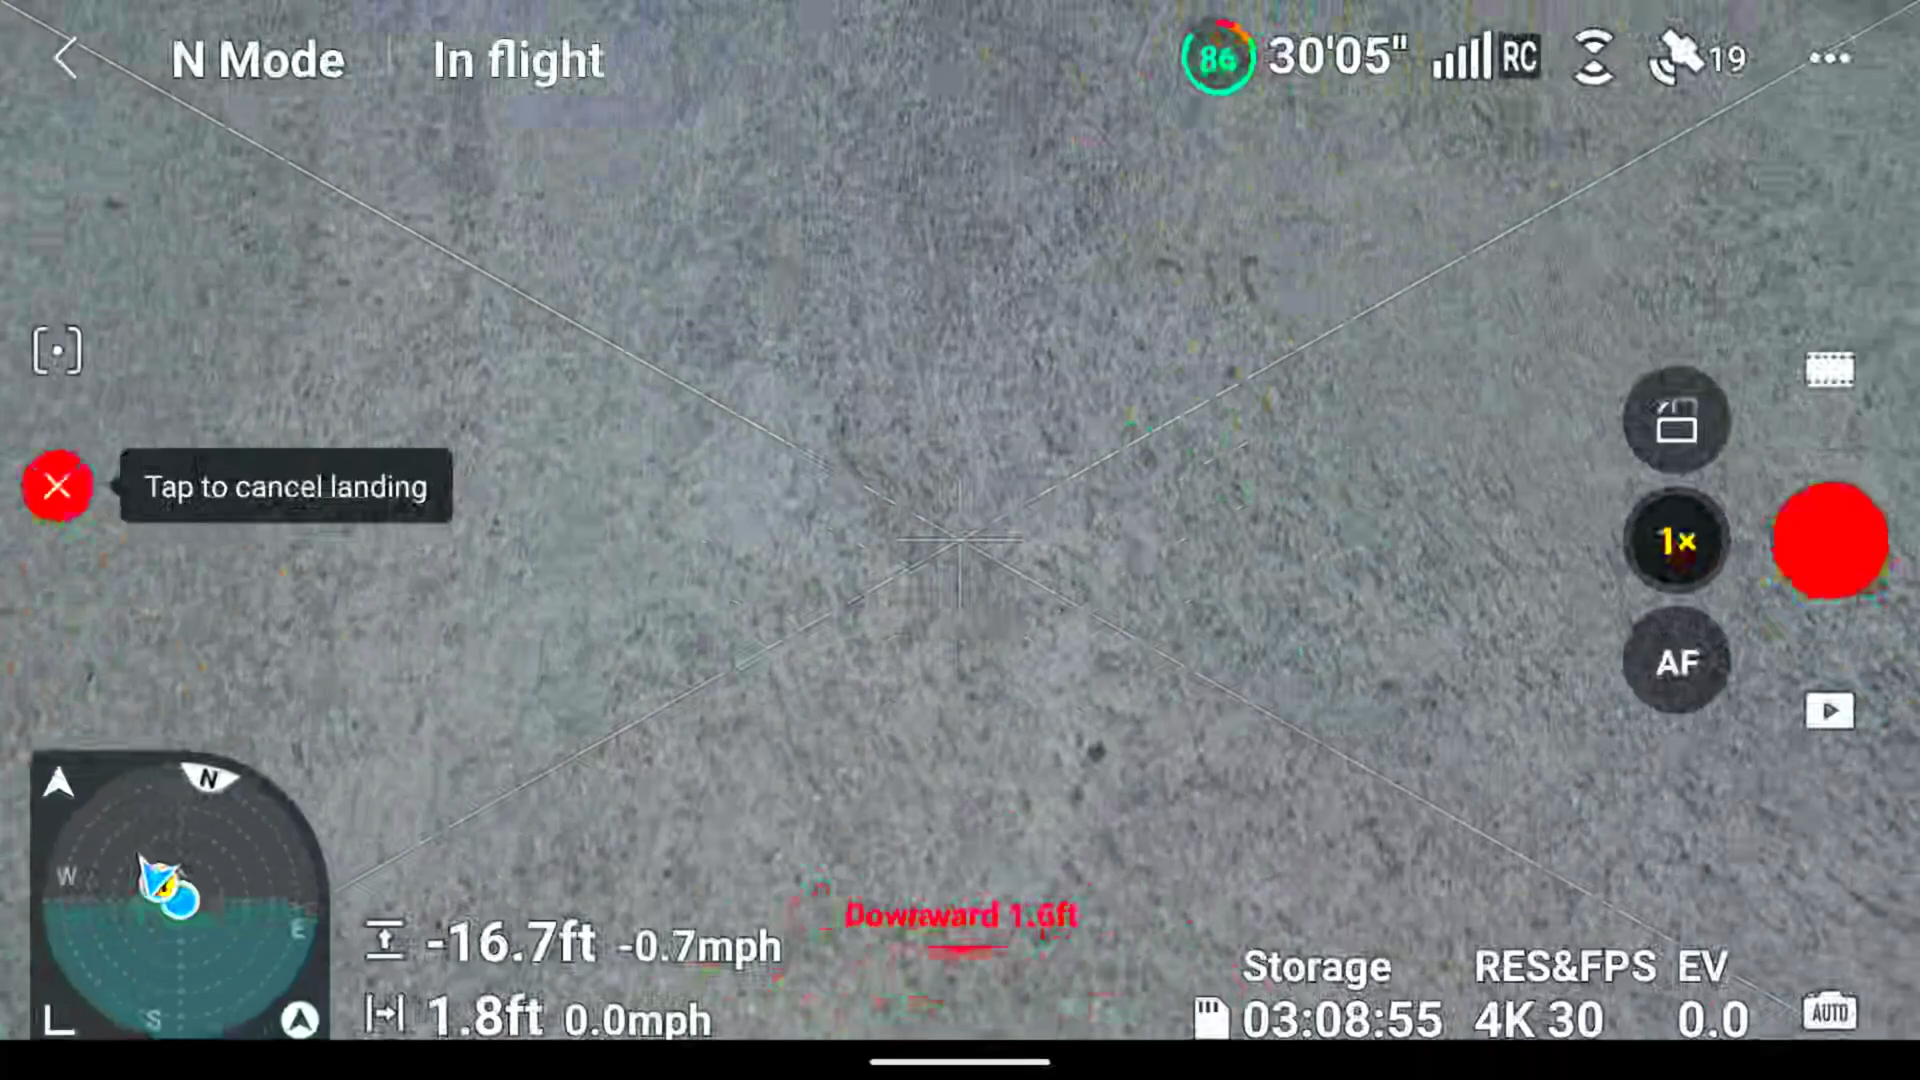 N Mode In flight
86 30'05" RC 19
Tap to cancel landing
1×
AF
N
W
E
S
-16.7ft -0.7mph
1.8ft 0.0mph
Downward 1.6ft
Storage RES&FPS EV
03:08:55 4K 30 0.0
AUTO